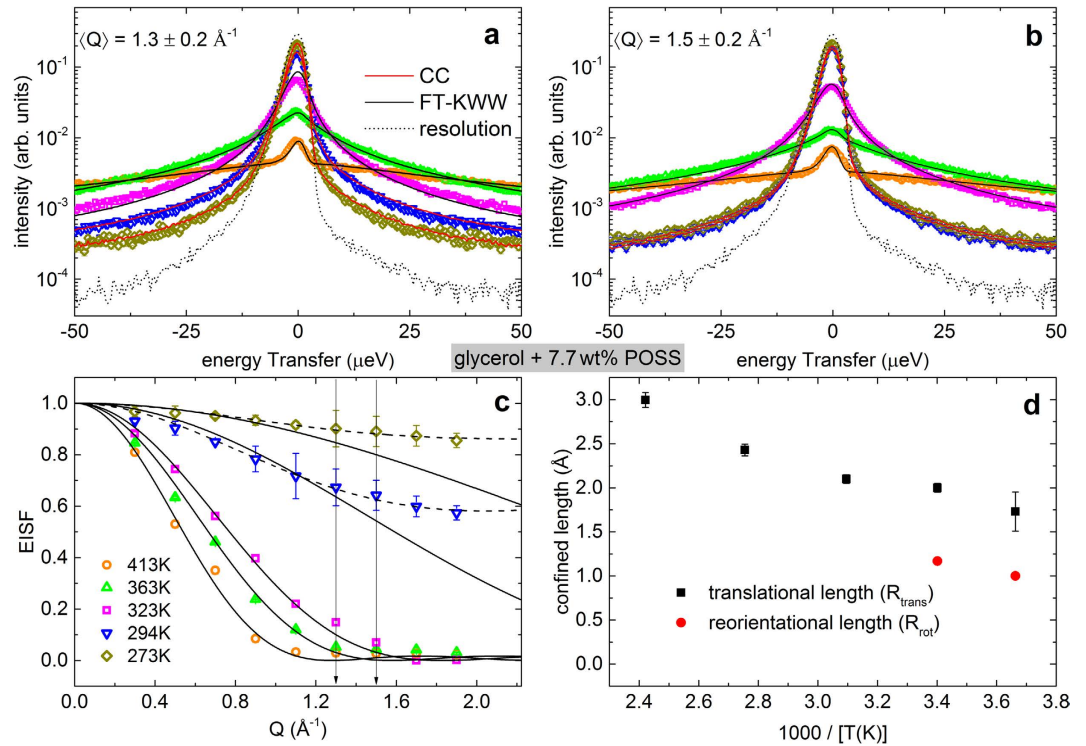 ⟨Q⟩ = 1.3 ± 0.2 Å⁻¹
a
CC
FT-KWW
resolution
intensity (arb. units)
10⁻¹
10⁻²
10⁻³
10⁻⁴
-50 -25 0 25 50
energy Transfer (μeV)
⟨Q⟩ = 1.5 ± 0.2 Å⁻¹
b
CC
FT-KWW
resolution
intensity (arb. units)
10⁻¹
10⁻²
10⁻³
10⁻⁴
-50 -25 0 25 50
energy Transfer (μeV)
glycerol + 7.7 wt% POSS
c
EISF
1.0
0.8
0.6
0.4
0.2
0.0
413K
363K
323K
294K
273K
0.0 0.4 0.8 1.2 1.6 2.0
Q (Å⁻¹)
d
confined length (Å)
3.0
2.5
2.0
1.5
1.0
0.5
0.0
translational length (R_trans)
reorientational length (R_rot)
2.4 2.6 2.8 3.0 3.2 3.4 3.6 3.8
1000 / [T(K)]